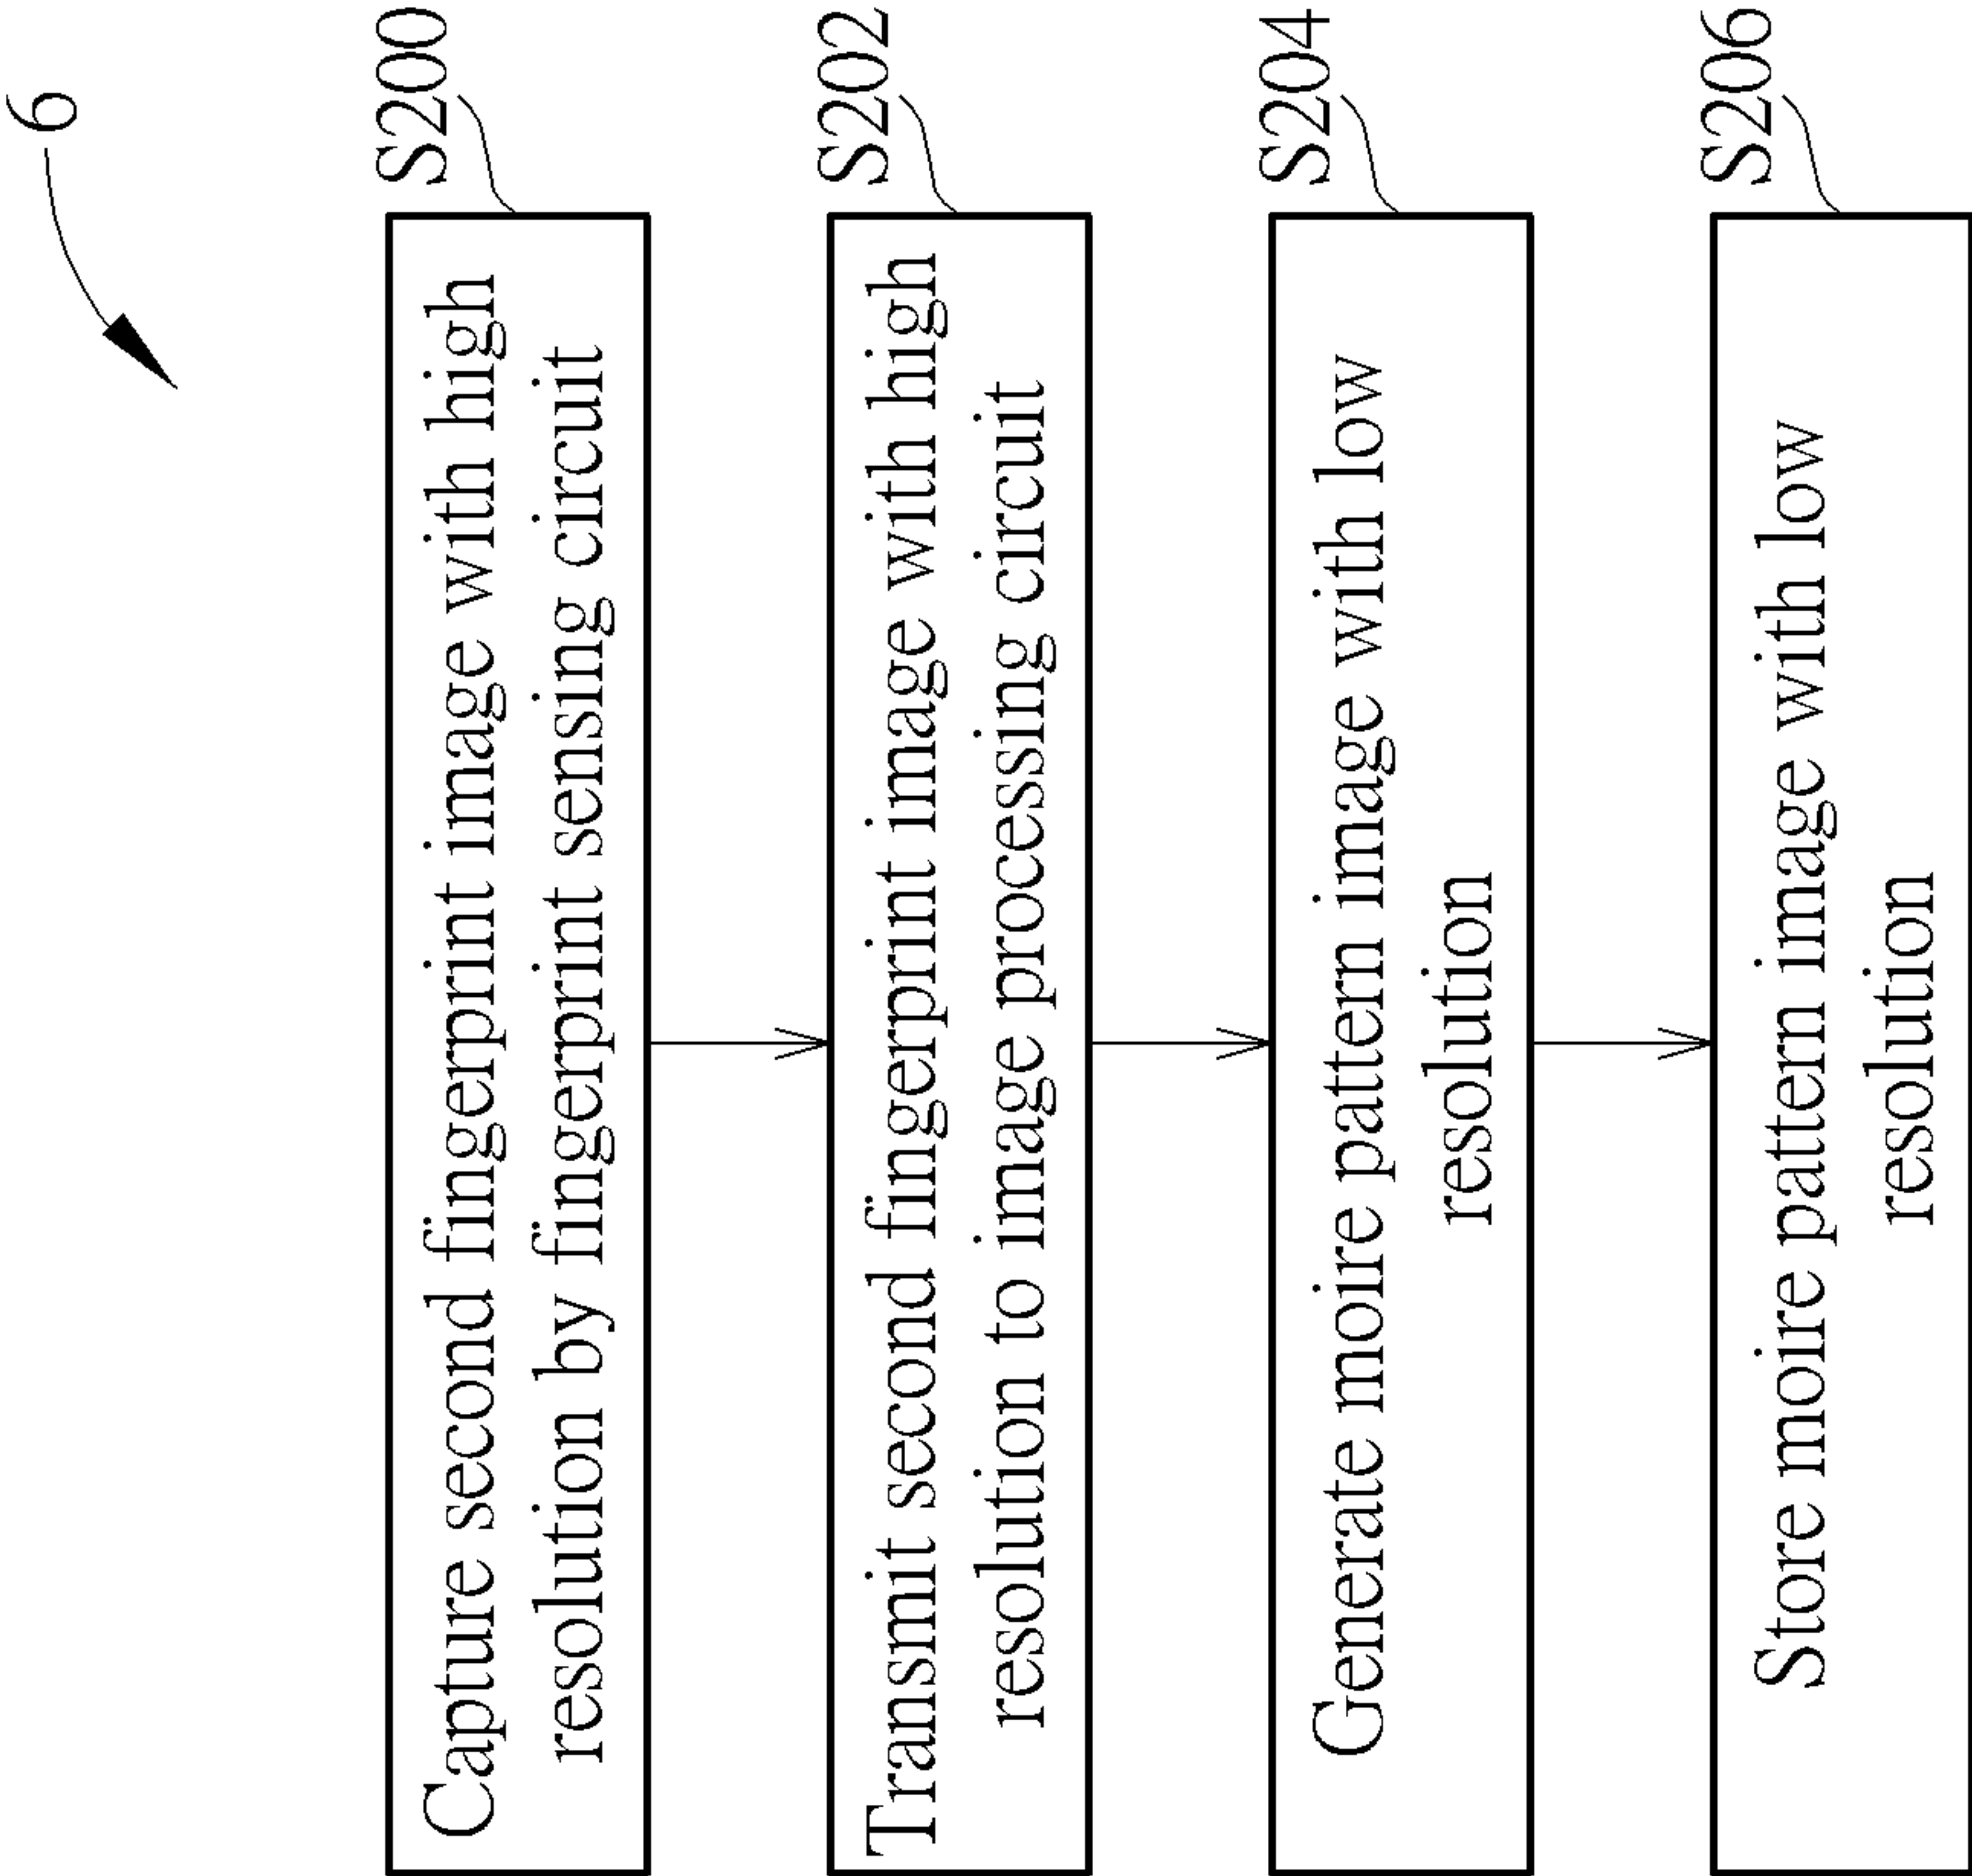 6
S200
Capture second fingerprint image with high
resolution by fingerprint sensing circuit
S202
Transmit second fingerprint image with high
resolution to image processing circuit
S204
Generate moire pattern image with low
resolution
S206
Store moire pattern image with low
resolution